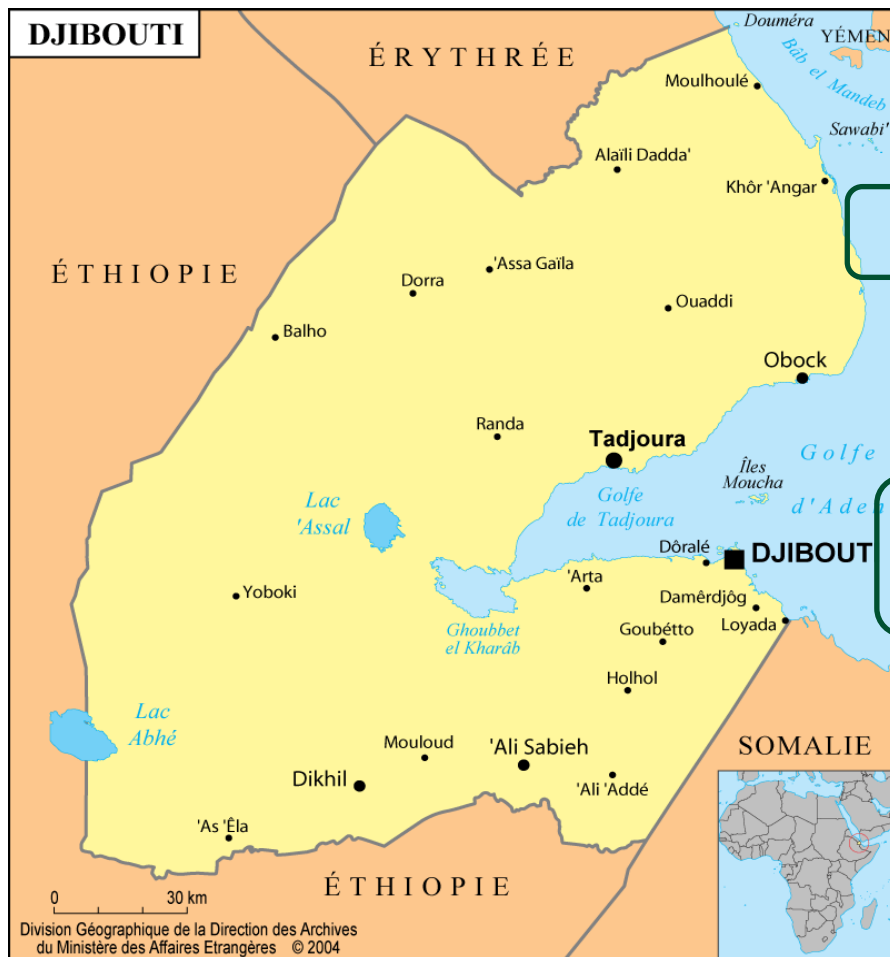 DJIBOUTI
Douméra
YÉMEN
ÉRYTHRÉE
Bâb el Mandeb
Moulhoulé
Sawabi'
Alaïli Dadda'
Khôr 'Angar
ÉTHIOPIE
'Assa Gaïla
Dorra
Ouaddi
Balho
Obock
Randa
Tadjoura
Golfe
d'Aden
Îles
Moucha
Lac
'Assal
Golfe
de Tadjoura
Dôralé
DJIBOUT
'Arta
Yoboki
Damêrdjôg
Ghoubbet
el Kharâb
Goubétto
Loyada
Holhol
Lac
Abhé
Mouloud
'Ali Sabieh
SOMALIE
Dikhil
'Ali 'Addé
'As 'Êla
ÉTHIOPIE
0 30 km
Division Géographique de la Direction des Archives
du Ministère des Affaires Etrangères © 2004